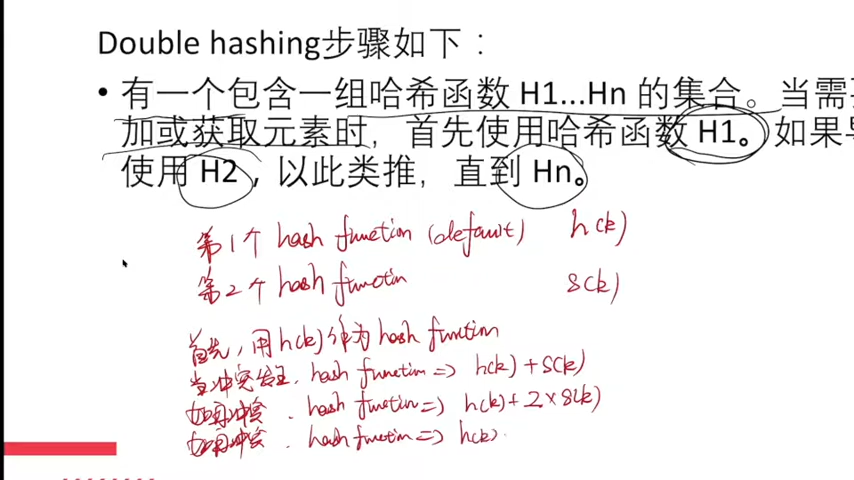 Double hashing步骤如下：
• 有一个包含一组哈希函数 H1...Hn 的集合。当需
加或获取元素时，首先使用哈希函数 H1。如果
使用 H2，以此类推，直到 Hn。
第1个 hash function (default) h(k)
第2个 hash function s(k)
首先，用h(k)作为 hash function
当冲突发生. hash function => h(k)+s(k)
如再冲突. hash function => h(k)+2×s(k)
如再冲突. hash function => h(k)